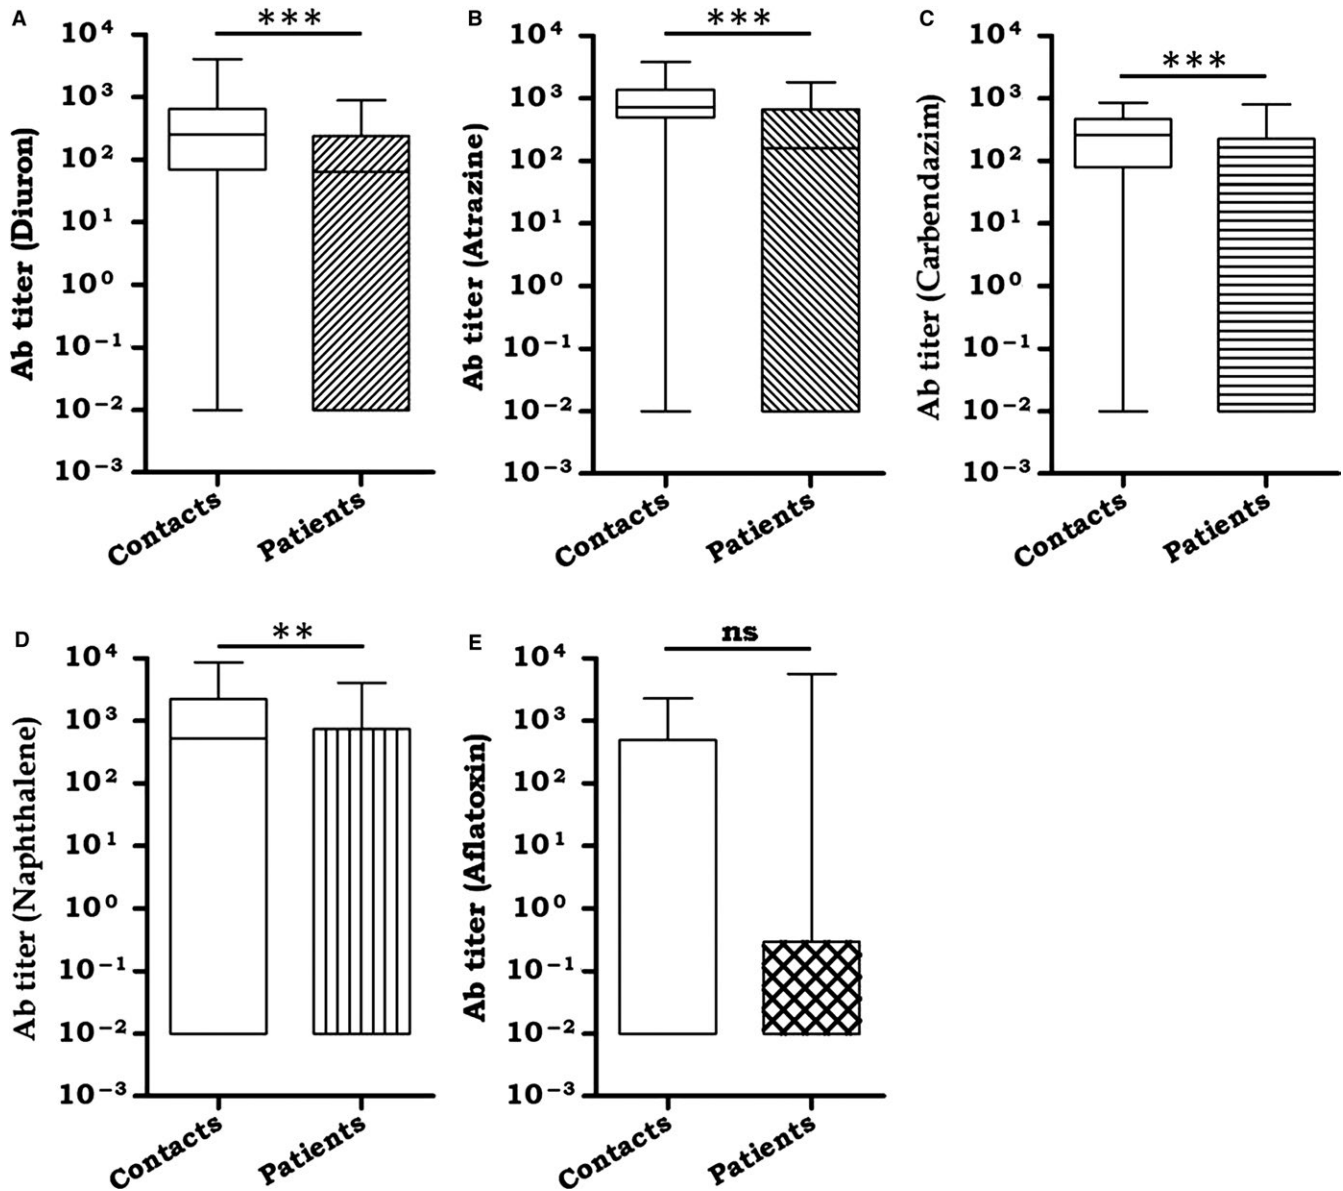 A
***
10⁴
10³
10²
10¹
10⁰
10⁻¹
10⁻²
10⁻³
Ab titer (Diuron)
Contacts
Patients
B
***
10⁴
10³
10²
10¹
10⁰
10⁻¹
10⁻²
10⁻³
Ab titer (Atrazine)
Contacts
Patients
C
***
10⁴
10³
10²
10¹
10⁰
10⁻¹
10⁻²
10⁻³
Ab titer (Carbendazim)
Contacts
Patients
D
**
10⁴
10³
10²
10¹
10⁰
10⁻¹
10⁻²
10⁻³
Ab titer (Naphthalene)
Contacts
Patients
E
ns
10⁴
10³
10²
10¹
10⁰
10⁻¹
10⁻²
10⁻³
Ab titer (Aflatoxin)
Contacts
Patients